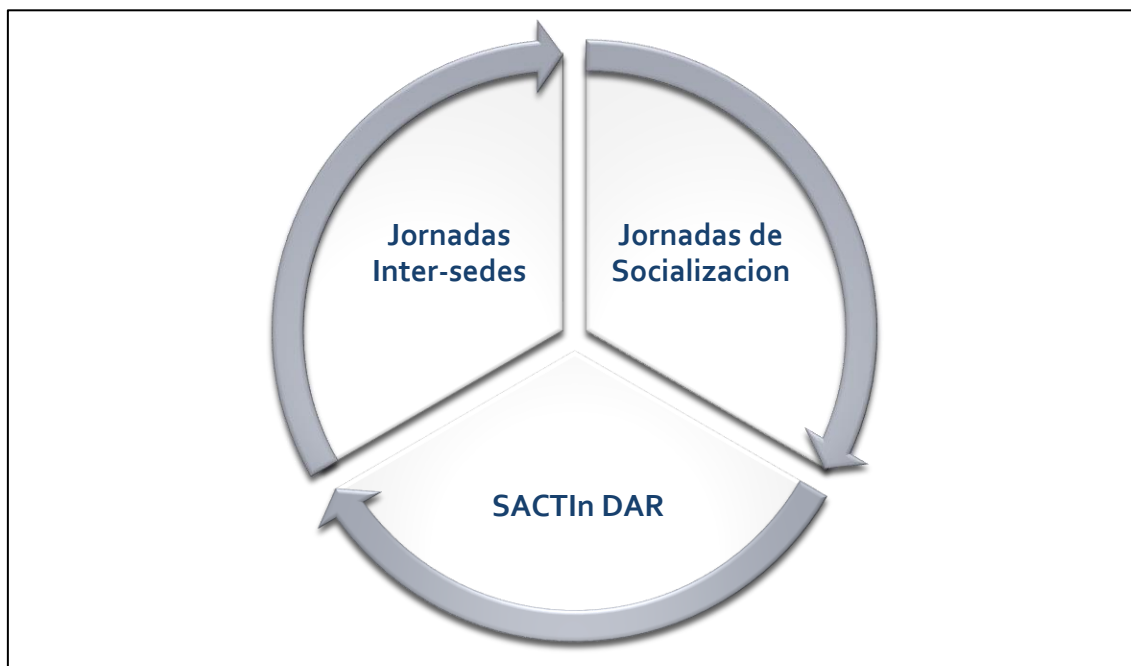 Jornadas
Inter-sedes
Jornadas de
Socializacion
SACTIn DAR